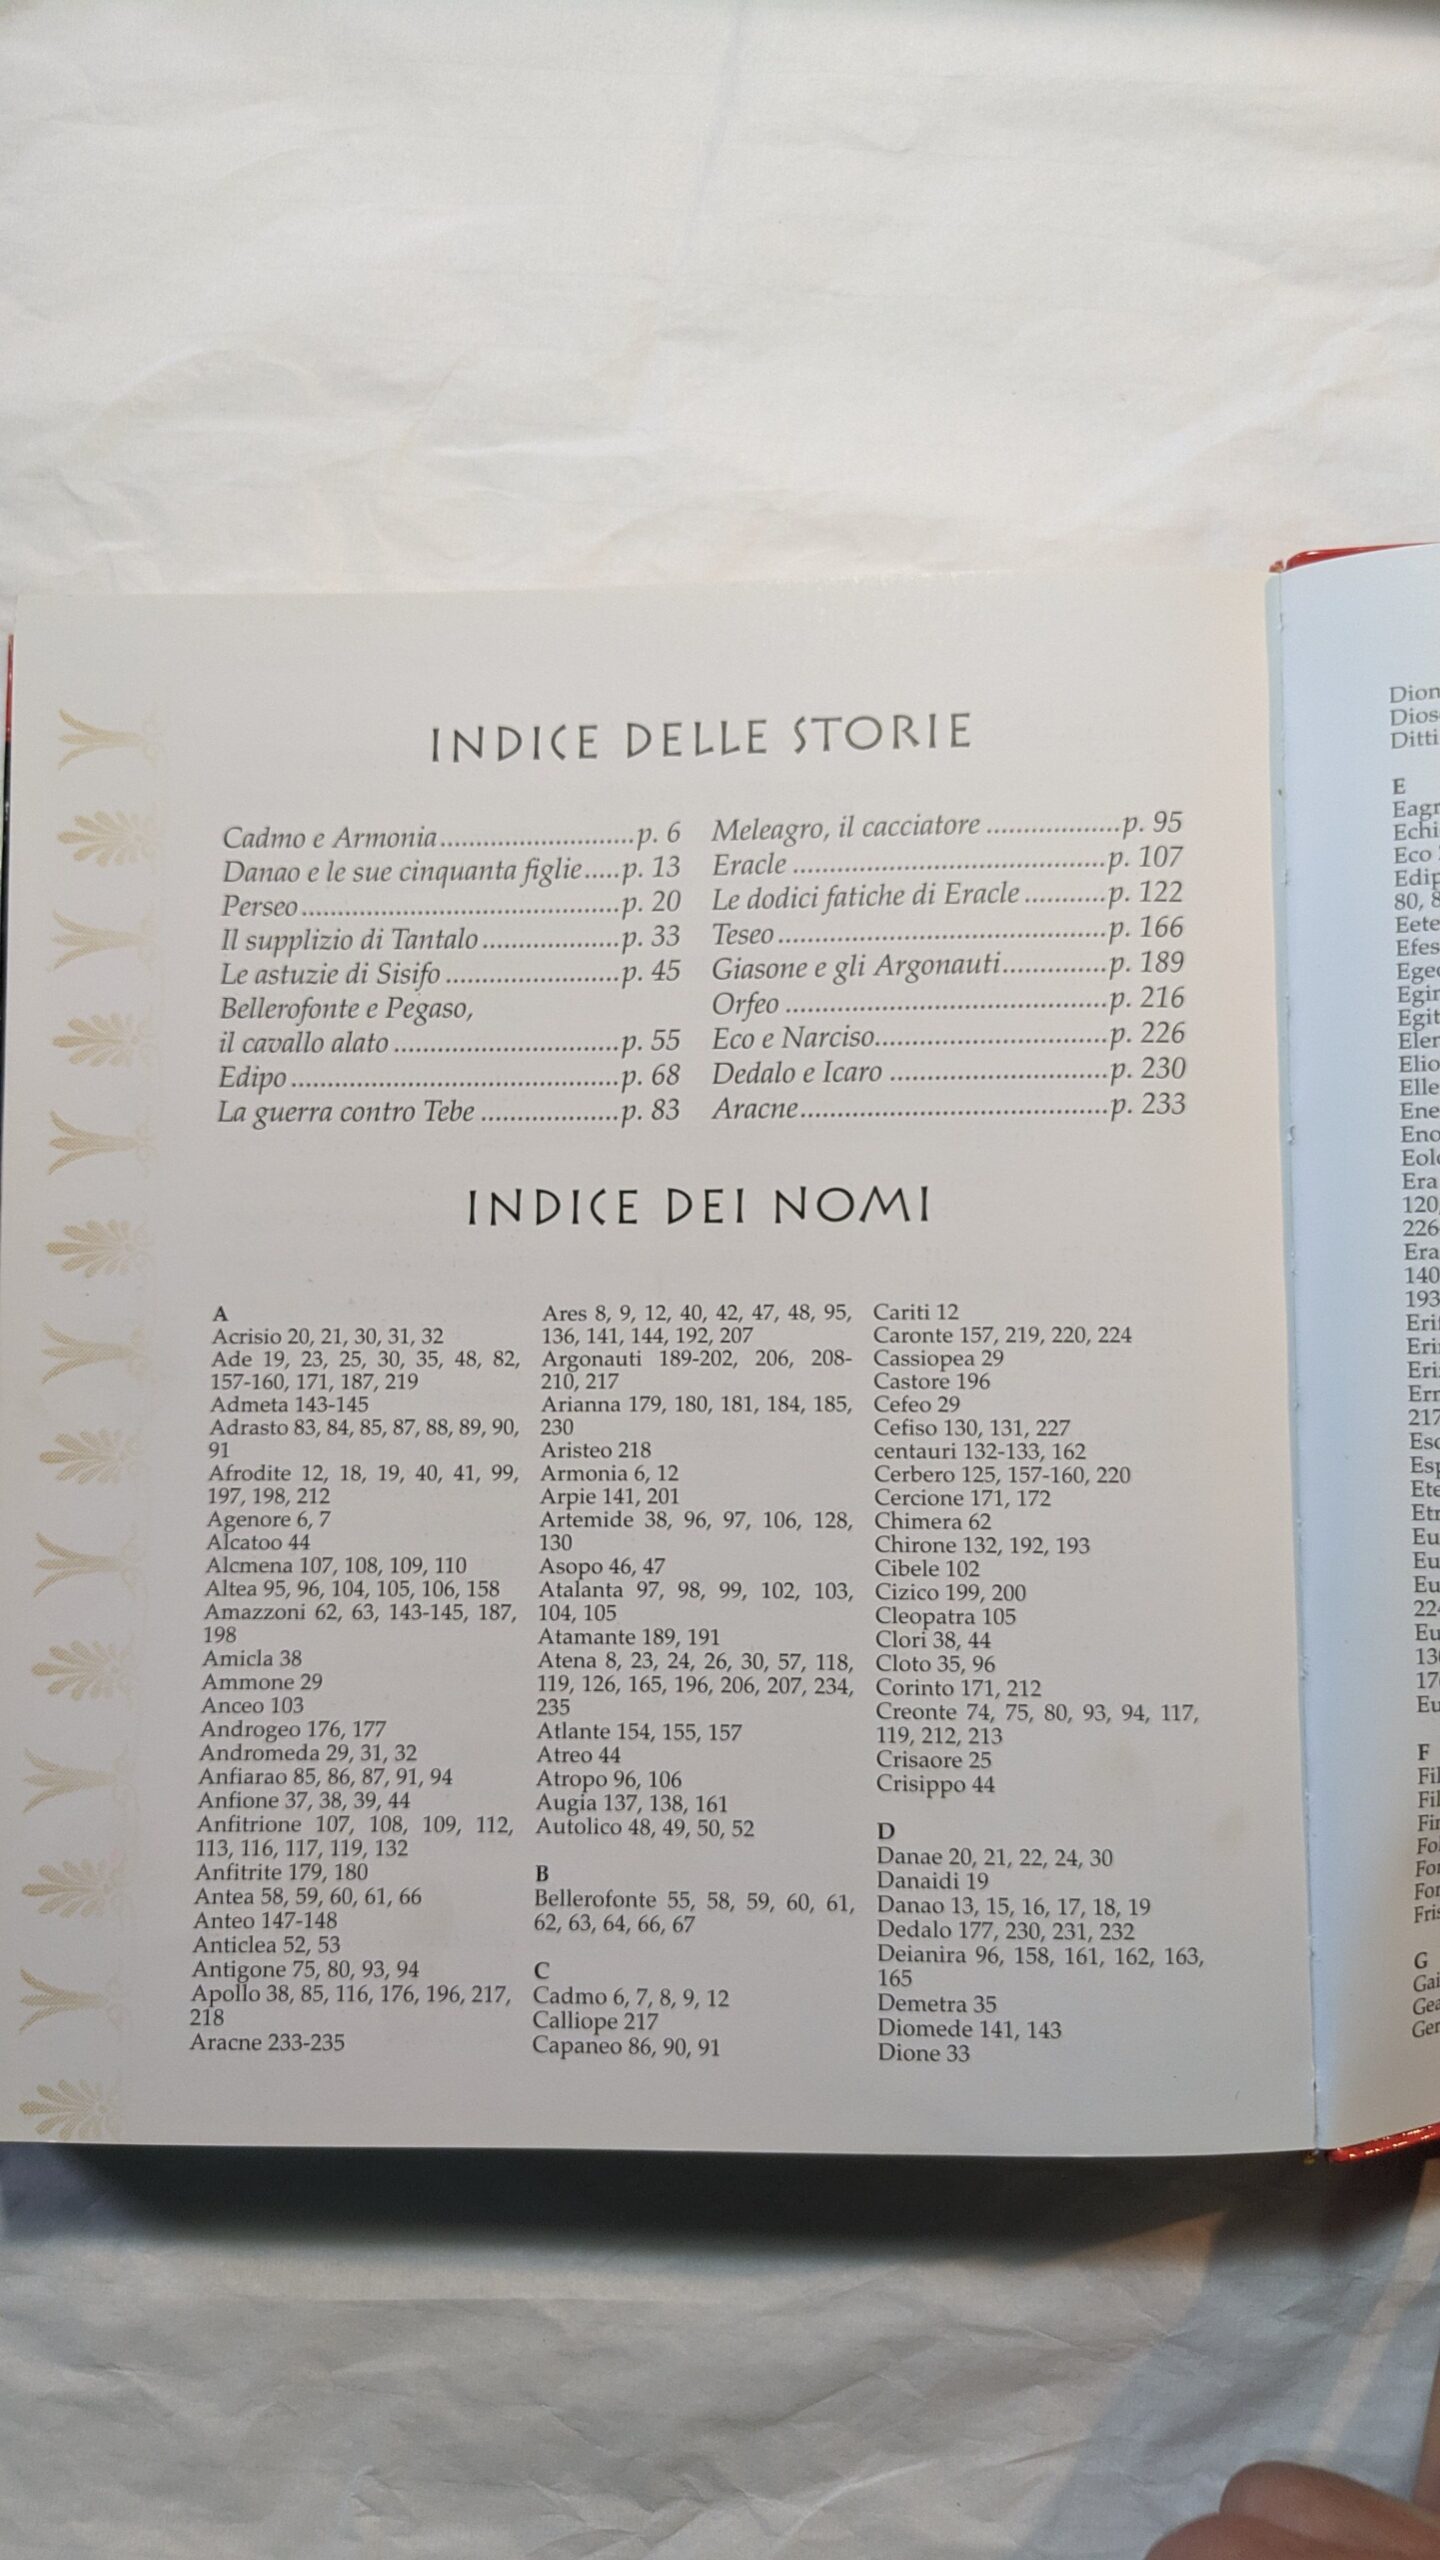 INDICE DELLE STORIE
Cadmo e Armonia...........................p. 6
Danao e le sue cinquanta figlie.....p. 13
Perseo............................................p. 20
Il supplizio di Tantalo...................p. 33
Le astuzie di Sisifo........................p. 45
Bellerofonte e Pegaso,
il cavallo alato...............................p. 55
Edipo..............................................p. 68
La guerra contro Tebe...................p. 83
Meleagro, il cacciatore...................p. 95
Eracle............................................p. 107
Le dodici fatiche di Eracle...........p. 122
Teseo..............................................p. 166
Giasone e gli Argonauti..............p. 189
Orfeo.............................................p. 216
Eco e Narciso................................p. 226
Dedalo e Icaro...............................p. 230
Aracne...........................................p. 233
INDICE DEI NOMI
A
Acrisio 20, 21, 30, 31, 32
Ade 19, 23, 25, 30, 35, 48, 82,
157-160, 171, 187, 219
Admeta 143-145
Adrasto 83, 84, 85, 87, 88, 89, 90,
91
Afrodite 12, 18, 19, 40, 41, 99,
197, 198, 212
Agenore 6, 7
Alcatoo 44
Alcmena 107, 108, 109, 110
Altea 95, 96, 104, 105, 106, 158
Amazzoni 62, 63, 143-145, 187,
198
Amicla 38
Ammone 29
Anceo 103
Androgeo 176, 177
Andromeda 29, 31, 32
Anfiarao 85, 86, 87, 91, 94
Anfione 37, 38, 39, 44
Anfitrione 107, 108, 109, 112,
113, 116, 117, 119, 132
Anfitrite 179, 180
Antea 58, 59, 60, 61, 66
Anteo 147-148
Anticlea 52, 53
Antigone 75, 80, 93, 94
Apollo 38, 85, 116, 176, 196, 217,
218
Aracne 233-235
Ares 8, 9, 12, 40, 42, 47, 48, 95,
136, 141, 144, 192, 207
Argonauti 189-202, 206, 208-
210, 217
Arianna 179, 180, 181, 184, 185,
230
Aristeo 218
Armonia 6, 12
Arpie 141, 201
Artemide 38, 96, 97, 106, 128,
130
Asopo 46, 47
Atalanta 97, 98, 99, 102, 103,
104, 105
Atamante 189, 191
Atena 8, 23, 24, 26, 30, 57, 118,
119, 126, 165, 196, 206, 207, 234,
235
Atlante 154, 155, 157
Atreo 44
Atropo 96, 106
Augia 137, 138, 161
Autolico 48, 49, 50, 52
B
Bellerofonte 55, 58, 59, 60, 61,
62, 63, 64, 66, 67
C
Cadmo 6, 7, 8, 9, 12
Calliope 217
Capaneo 86, 90, 91
Cariti 12
Caronte 157, 219, 220, 224
Cassiopea 29
Castore 196
Cefeo 29
Cefiso 130, 131, 227
centauri 132-133, 162
Cerbero 125, 157-160, 220
Cercione 171, 172
Chimera 62
Chirone 132, 192, 193
Cibele 102
Cizico 199, 200
Cleopatra 105
Clori 38, 44
Cloto 35, 96
Corinto 171, 212
Creonte 74, 75, 80, 93, 94, 117,
119, 212, 213
Crisaore 25
Crisippo 44
D
Danae 20, 21, 22, 24, 30
Danaidi 19
Danao 13, 15, 16, 17, 18, 19
Dedalo 177, 230, 231, 232
Deianira 96, 158, 161, 162, 163,
165
Demetra 35
Diomede 141, 143
Dione 33
Ditti
E
80,
Elio
120,
226
140
193
217
F
G